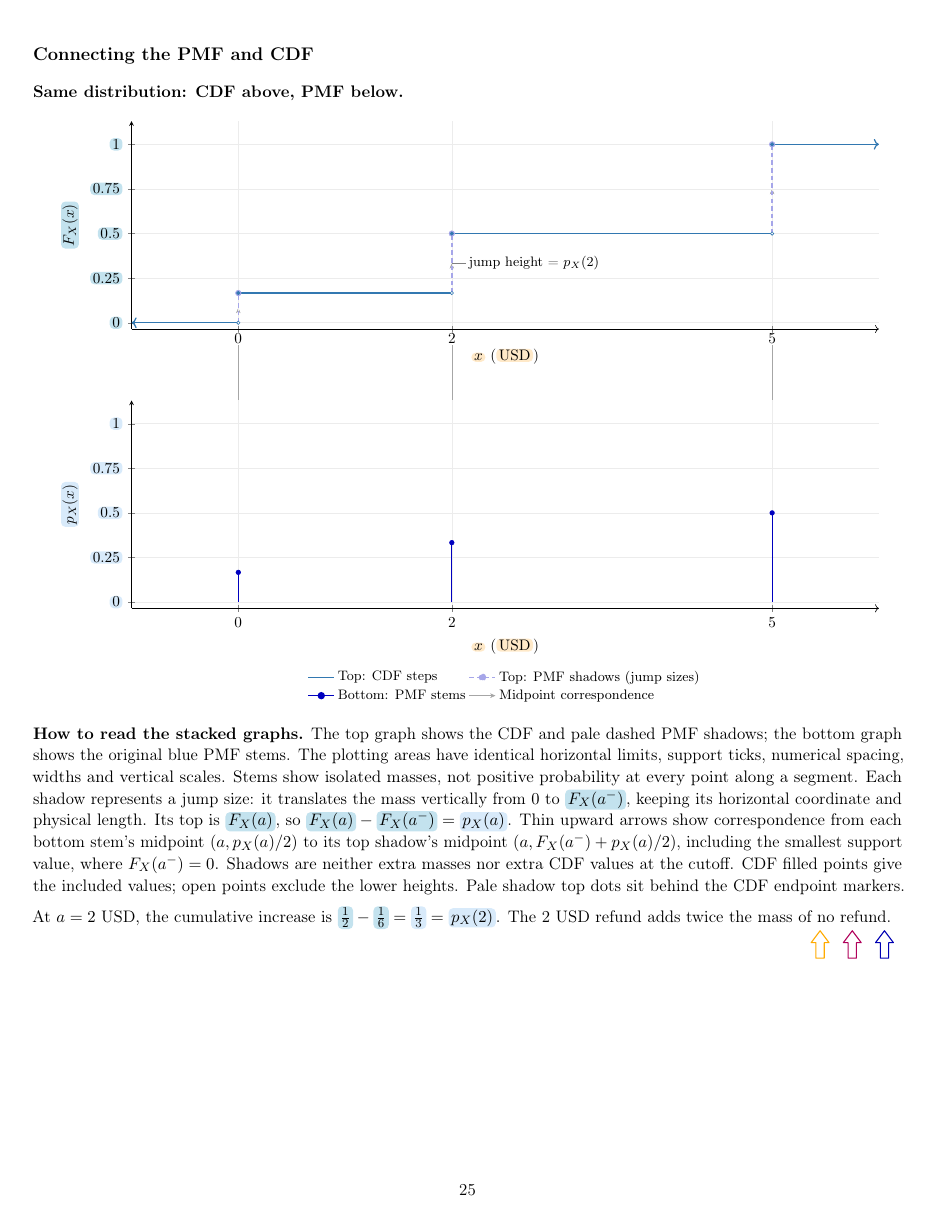 Connecting the PMF and CDF
Same distribution: CDF above, PMF below.
1
0.75
0.5
0.25
0
F_X(x)
jump height = p_X(2)
0 2 5
x (USD)
1
0.75
0.5
0.25
0
p_X(x)
0 2 5
x (USD)
Top: CDF steps Top: PMF shadows (jump sizes)
Bottom: PMF stems Midpoint correspondence
How to read the stacked graphs. The top graph shows the CDF and pale dashed PMF shadows; the bottom graph
shows the original blue PMF stems. The plotting areas have identical horizontal limits, support ticks, numerical spacing,
widths and vertical scales. Stems show isolated masses, not positive probability at every point along a segment. Each
shadow represents a jump size: it translates the mass vertically from 0 to F_X(a⁻), keeping its horizontal coordinate and
physical length. Its top is F_X(a), so F_X(a) − F_X(a⁻) = p_X(a). Thin upward arrows show correspondence from each
bottom stem's midpoint (a, p_X(a)/2) to its top shadow's midpoint (a, F_X(a⁻) + p_X(a)/2), including the smallest support
value, where F_X(a⁻) = 0. Shadows are neither extra masses nor extra CDF values at the cutoff. CDF filled points give
the included values; open points exclude the lower heights. Pale shadow top dots sit behind the CDF endpoint markers.
At a = 2 USD, the cumulative increase is 1/2 − 1/6 = 1/3 = p_X(2). The 2 USD refund adds twice the mass of no refund.
25